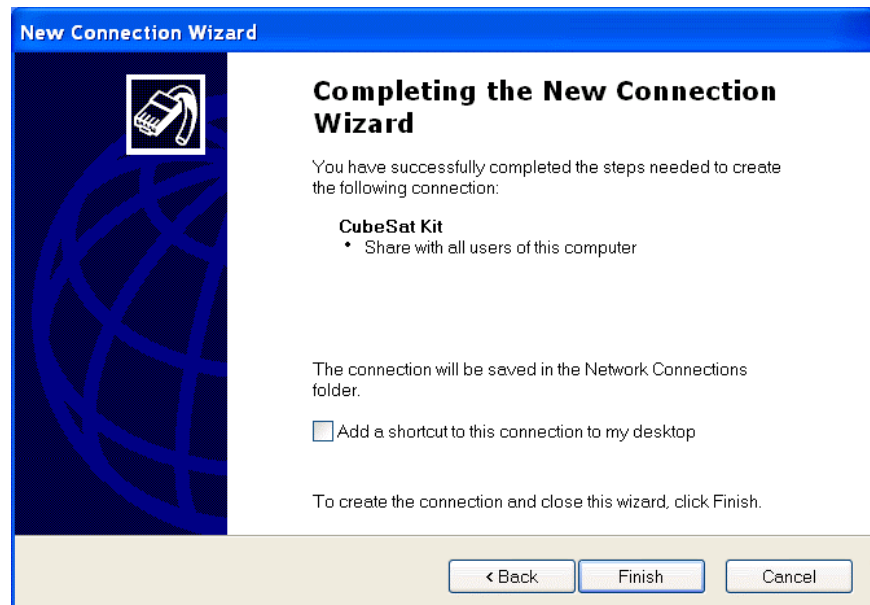 New Connection Wizard
Completing the New Connection
Wizard
You have successfully completed the steps needed to create
the following connection:
CubeSat Kit
• Share with all users of this computer
The connection will be saved in the Network Connections
folder.
Add a shortcut to this connection to my desktop
To create the connection and close this wizard, click Finish.
< Back Finish Cancel